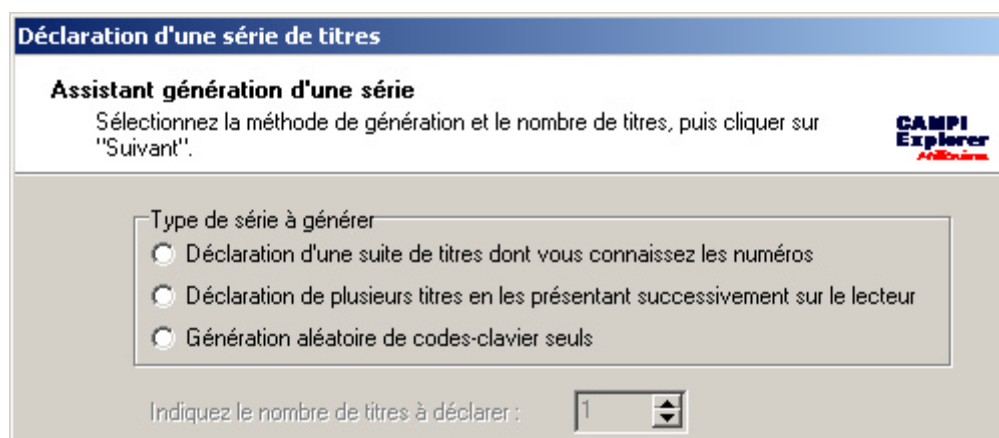 Déclaration d'une série de titres
Assistant génération d'une série
Sélectionnez la méthode de génération et le nombre de titres, puis cliquer sur
"Suivant".
CAMPI
Explorer
Type de série à générer
Déclaration d'une suite de titres dont vous connaissez les numéros
Déclaration de plusieurs titres en les présentant successivement sur le lecteur
Génération aléatoire de codes-clavier seuls
Indiquez le nombre de titres à déclarer :
1